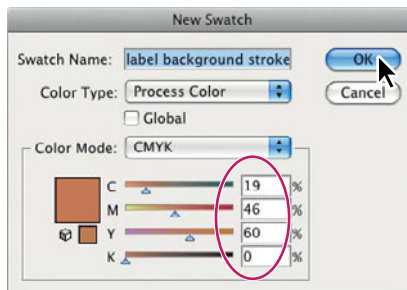 New Swatch
Swatch Name: label background stroke OK
Color Type: Process Color Cancel
Global
Color Mode: CMYK
C 19 %
M 46 %
Y 60 %
K 0 %